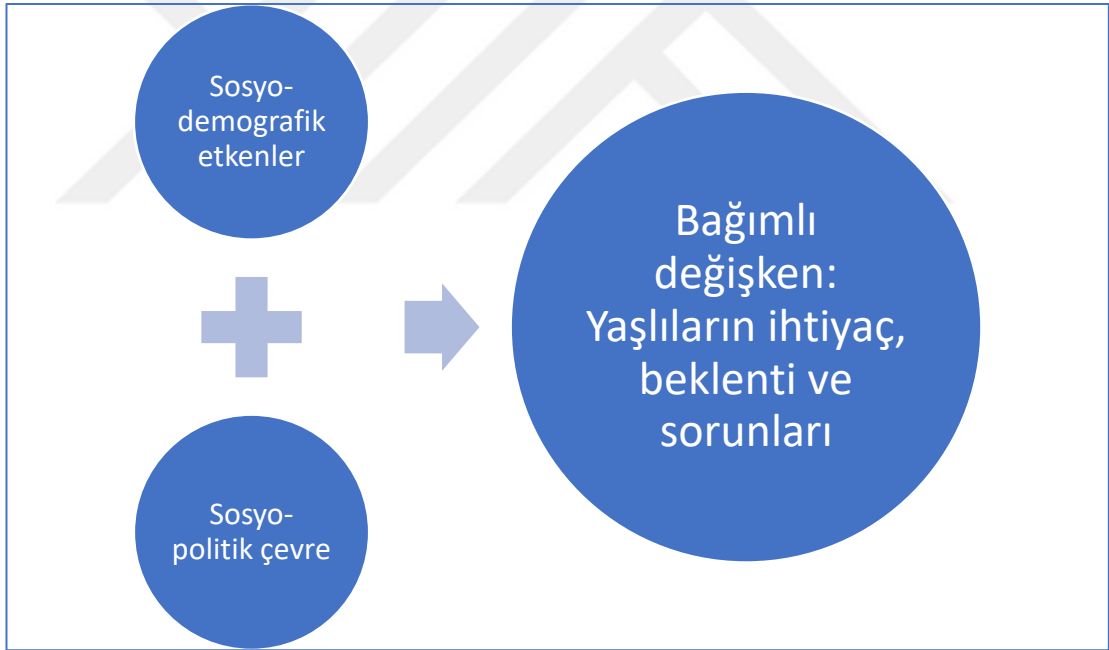 Sosyo-
demografik
etkenler
Sosyo-
politik çevre
Bağımlı
değişken:
Yaşlıların ihtiyaç,
beklenti ve
sorunları